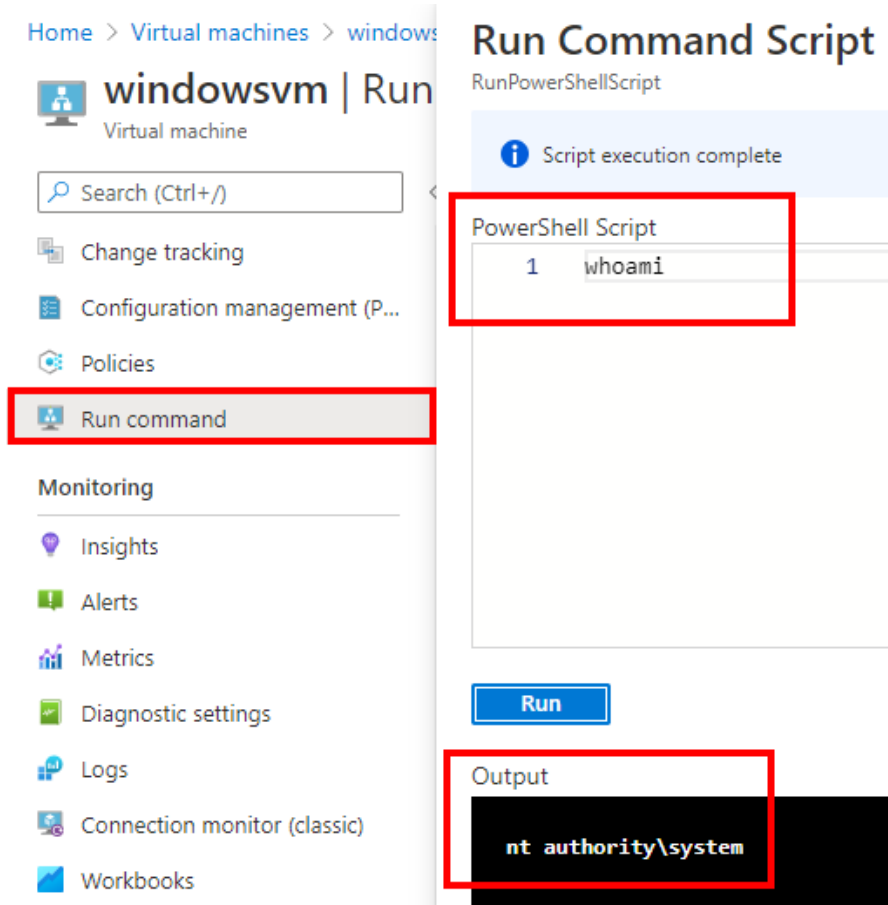 Home > Virtual machines > windows
windowsvm | Run
Virtual machine
Search (Ctrl+/)
Change tracking
Configuration management (P...
Policies
Run command
Monitoring
Insights
Alerts
Metrics
Diagnostic settings
Logs
Connection monitor (classic)
Workbooks
Run Command Script
RunPowerShellScript
Script execution complete
PowerShell Script
1 whoami
Run
Output
nt authority\system